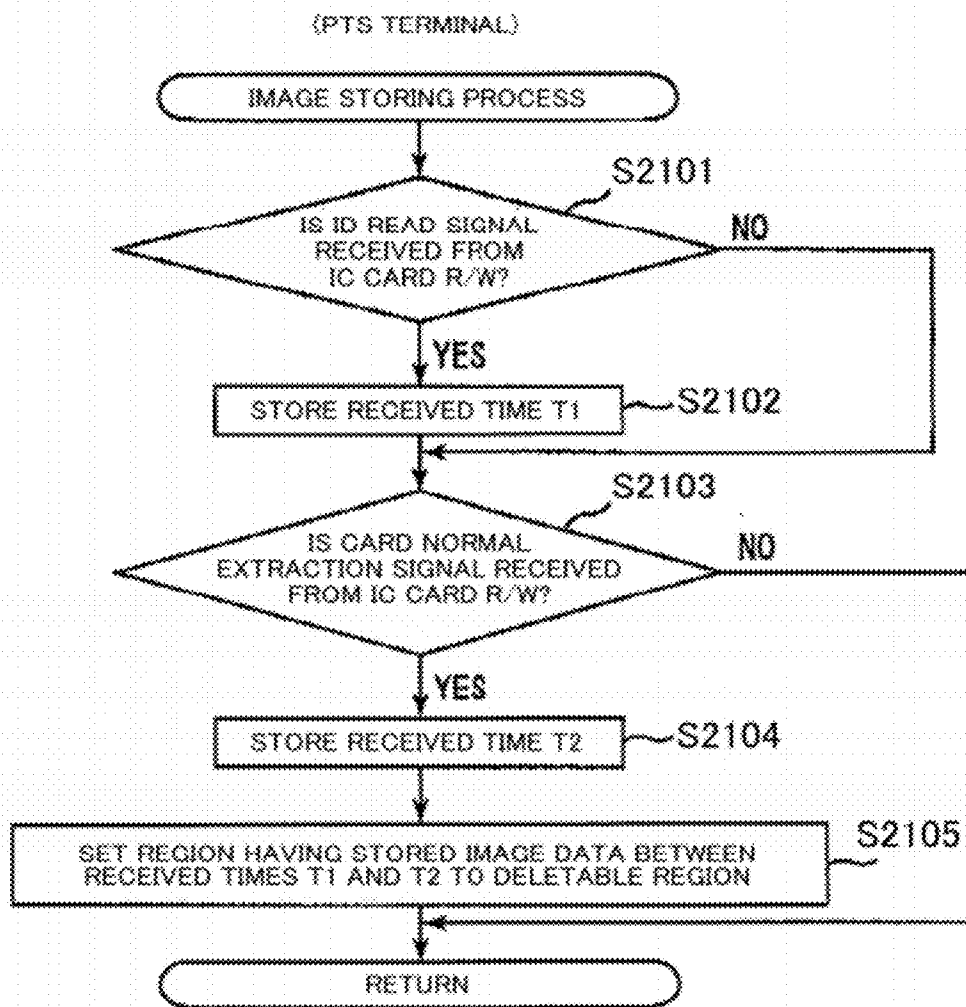 (PTS TERMINAL)
IMAGE STORING PROCESS
S2101
IS ID READ SIGNAL
RECEIVED FROM
IC CARD R/W?
NO
YES
STORE RECEIVED TIME T1
S2102
S2103
IS CARD NORMAL
EXTRACTION SIGNAL RECEIVED
FROM IC CARD R/W?
NO
YES
STORE RECEIVED TIME T2
S2104
S2105
SET REGION HAVING STORED IMAGE DATA BETWEEN
RECEIVED TIMES T1 AND T2 TO DELETABLE REGION
RETURN